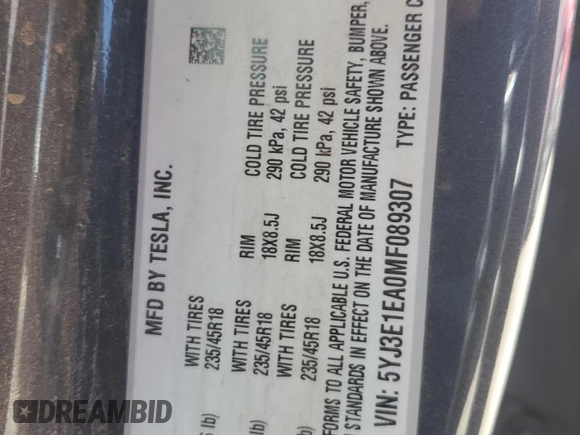 MFD BY TESLA, INC.
WITH TIRES RIM COLD TIRE PRESSURE
235/45R18 18X8.5J 290 kPa, 42 psi
lb) WITH TIRES RIM COLD TIRE PRESSURE
235/45R18 18X8.5J 290 kPa, 42 psi
lb) WITH TIRES
235/45R18
FORMS TO ALL APPLICABLE U.S. FEDERAL MOTOR VEHICLE SAFETY, BUMPER,
STANDARDS IN EFFECT ON THE DATE OF MANUFACTURE SHOWN ABOVE.
VIN: 5YJ3E1EA0MF089307 TYPE: PASSENGER C
DREAMBID